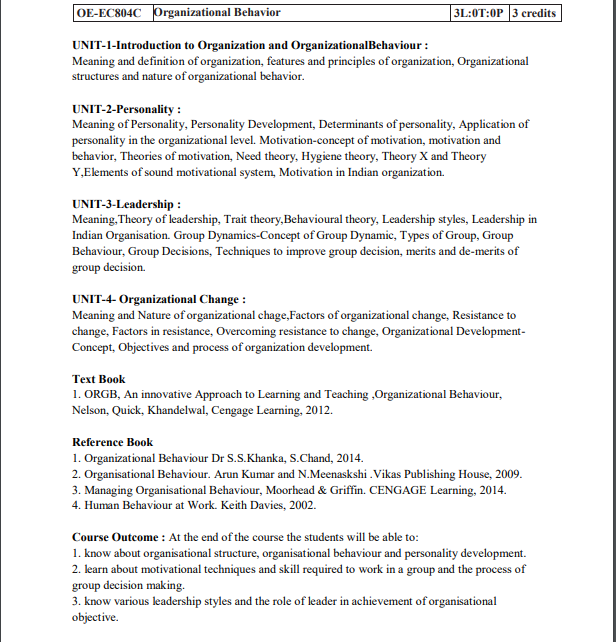 OE-EC804C Organizational Behavior 3L:0T:0P 3 credits
UNIT-1-Introduction to Organization and OrganizationalBehaviour :
Meaning and definition of organization, features and principles of organization, Organizational
structures and nature of organizational behavior.
UNIT-2-Personality :
Meaning of Personality, Personality Development, Determinants of personality, Application of
personality in the organizational level. Motivation-concept of motivation, motivation and
behavior, Theories of motivation, Need theory, Hygiene theory, Theory X and Theory
Y,Elements of sound motivational system, Motivation in Indian organization.
UNIT-3-Leadership :
Meaning,Theory of leadership, Trait theory,Behavioural theory, Leadership styles, Leadership in
Indian Organisation. Group Dynamics-Concept of Group Dynamic, Types of Group, Group
Behaviour, Group Decisions, Techniques to improve group decision, merits and de-merits of
group decision.
UNIT-4- Organizational Change :
Meaning and Nature of organizational chage,Factors of organizational change, Resistance to
change, Factors in resistance, Overcoming resistance to change, Organizational Development-
Concept, Objectives and process of organization development.
Text Book
1. ORGB, An innovative Approach to Learning and Teaching ,Organizational Behaviour,
Nelson, Quick, Khandelwal, Cengage Learning, 2012.
Reference Book
1. Organizational Behaviour Dr S.S.Khanka, S.Chand, 2014.
2. Organisational Behaviour. Arun Kumar and N.Meenaskshi .Vikas Publishing House, 2009.
3. Managing Organisational Behaviour, Moorhead & Griffin. CENGAGE Learning, 2014.
4. Human Behaviour at Work. Keith Davies, 2002.
Course Outcome : At the end of the course the students will be able to:
1. know about organisational structure, organisational behaviour and personality development.
2. learn about motivational techniques and skill required to work in a group and the process of
group decision making.
3. know various leadership styles and the role of leader in achievement of organisational
objective.